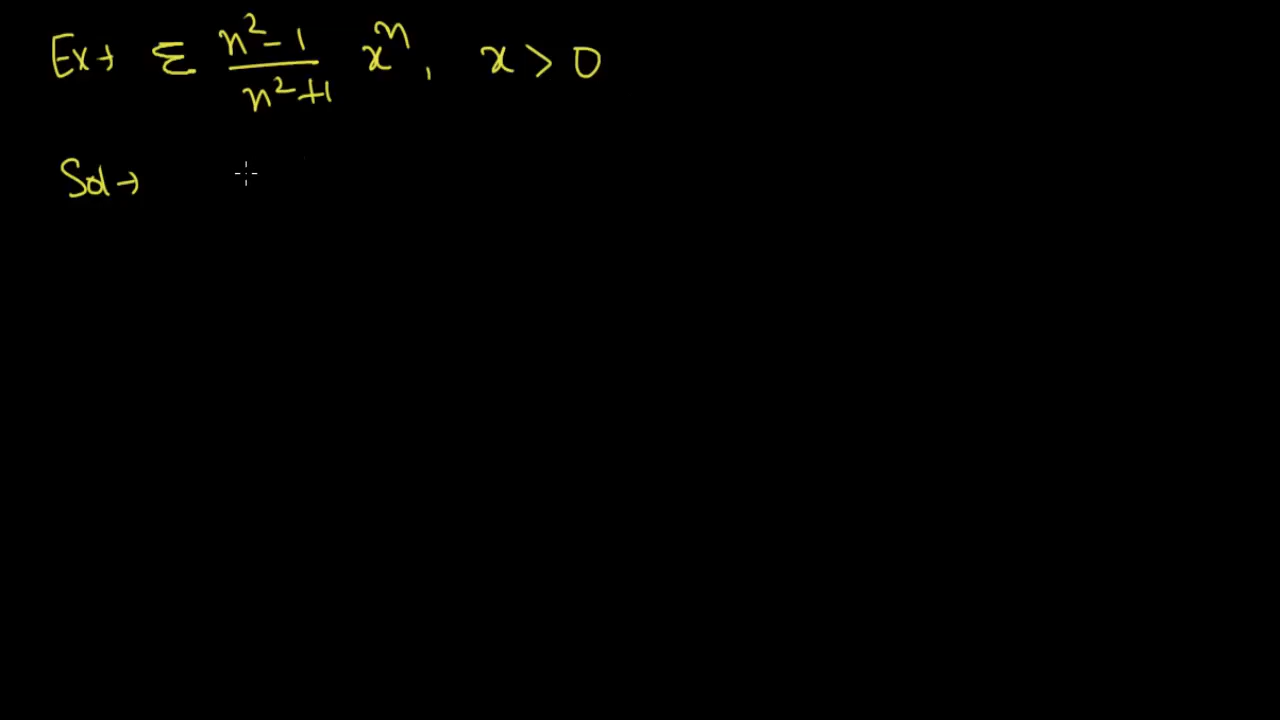 Ex→ Σ (n²-1)/(n²+1) xⁿ, x > 0
Sol→